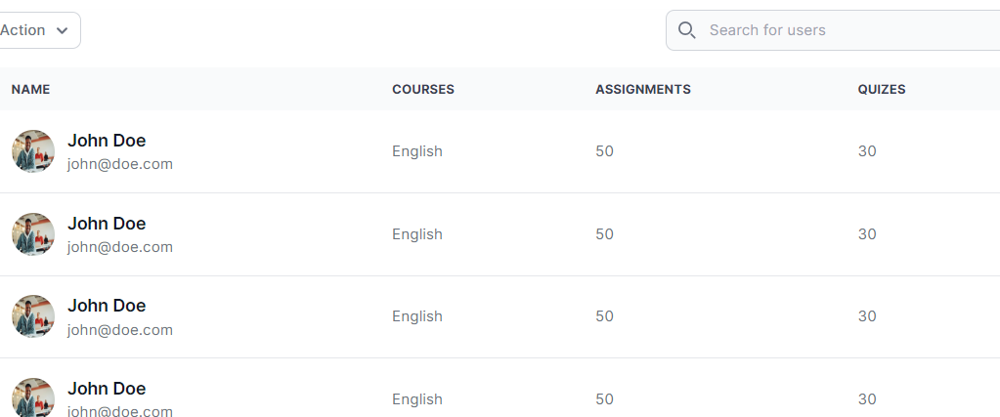 Action
Search for users
NAME COURSES ASSIGNMENTS QUIZES
John Doe
john@doe.com
English 50 30
John Doe
john@doe.com
English 50 30
John Doe
john@doe.com
English 50 30
John Doe
john@doe.com
English 50 30